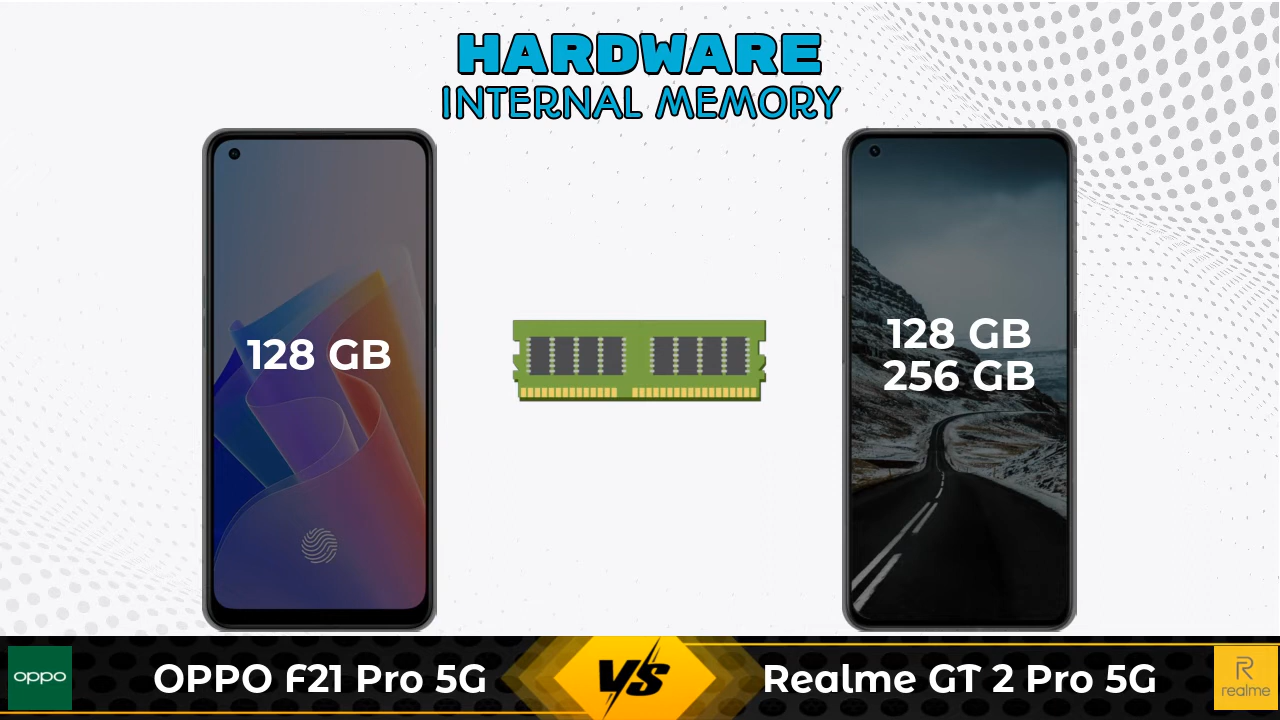 HARDWARE
INTERNAL MEMORY
128 GB
128 GB
256 GB
oppo
OPPO F21 Pro 5G
VS
Realme GT 2 Pro 5G
R
realme